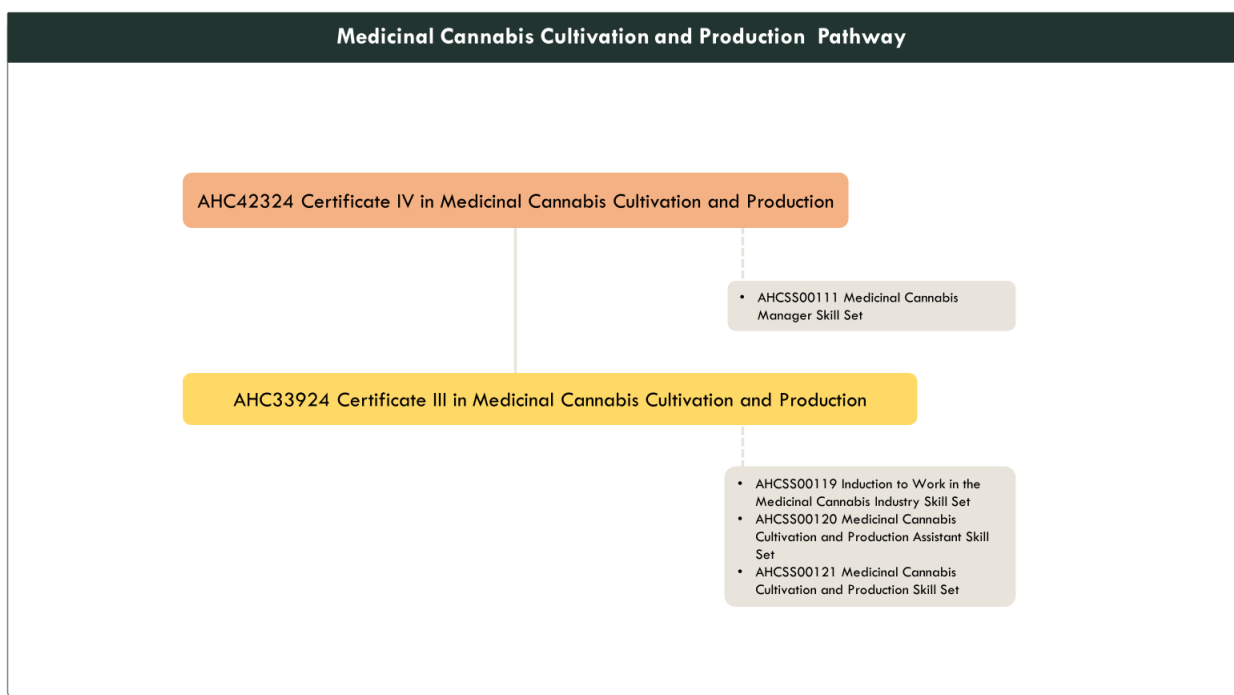 Medicinal Cannabis Cultivation and Production Pathway
AHC42324 Certificate IV in Medicinal Cannabis Cultivation and Production
• AHCSS00111 Medicinal Cannabis
Manager Skill Set
AHC33924 Certificate III in Medicinal Cannabis Cultivation and Production
• AHCSS00119 Induction to Work in the
Medicinal Cannabis Industry Skill Set
• AHCSS00120 Medicinal Cannabis
Cultivation and Production Assistant Skill
Set
• AHCSS00121 Medicinal Cannabis
Cultivation and Production Skill Set